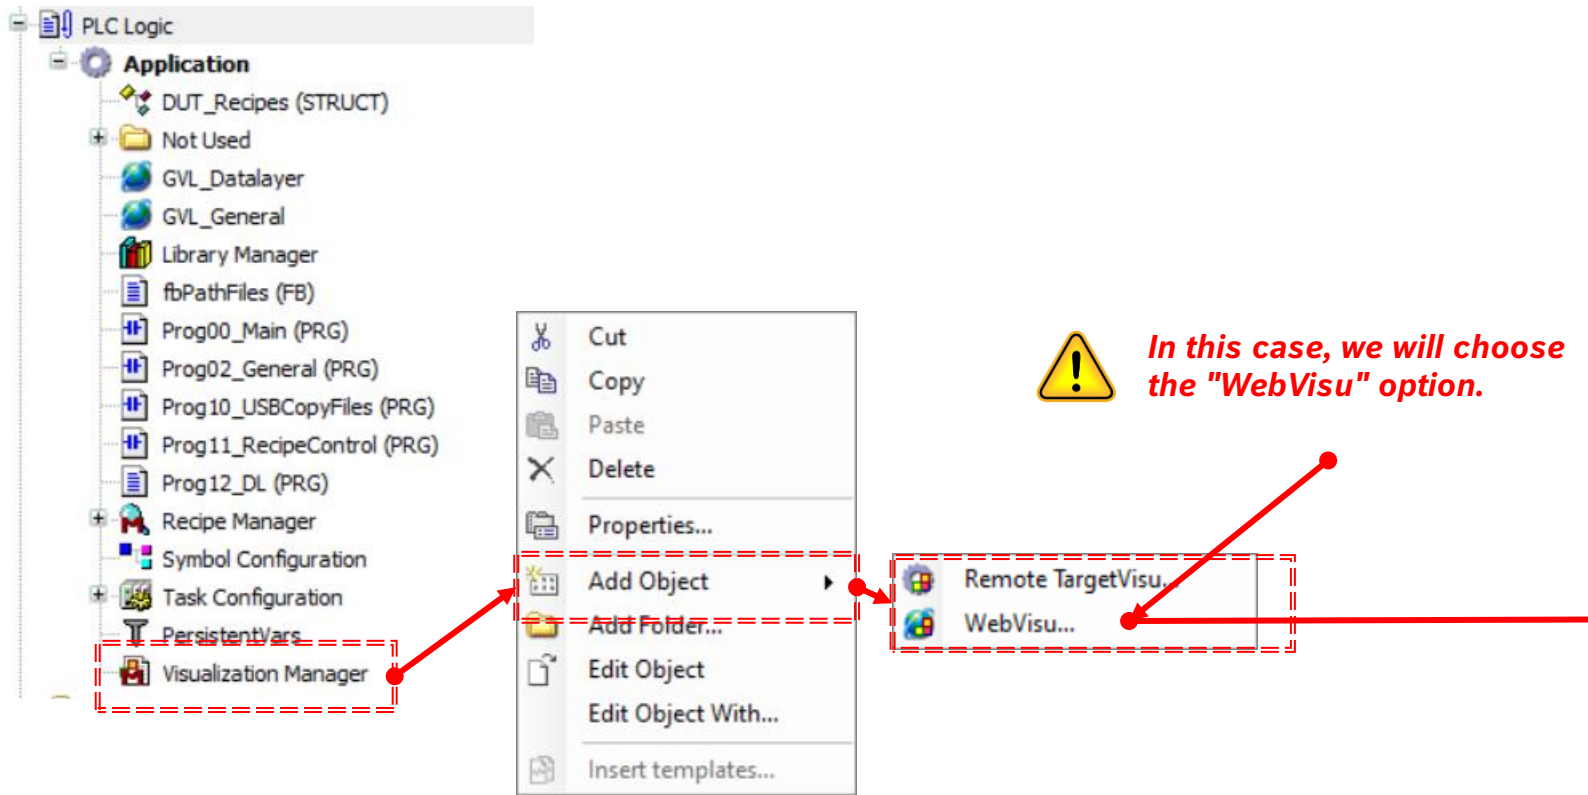 PLC Logic
Application
DUT_Recipes (STRUCT)
Not Used
GVL_Datalayer
GVL_General
Library Manager
fbPathFiles (FB)
Prog00_Main (PRG)
Prog02_General (PRG)
Prog10_USBCopyFiles (PRG)
Prog11_RecipeControl (PRG)
Prog12_DL (PRG)
Recipe Manager
Symbol Configuration
Task Configuration
PersistentVars
Visualization Manager
Cut
Copy
Paste
Delete
Properties...
Add Object
Add Folder...
Edit Object
Edit Object With...
Insert templates...
Remote TargetVisu...
WebVisu...
In this case, we will choose
the "WebVisu" option.